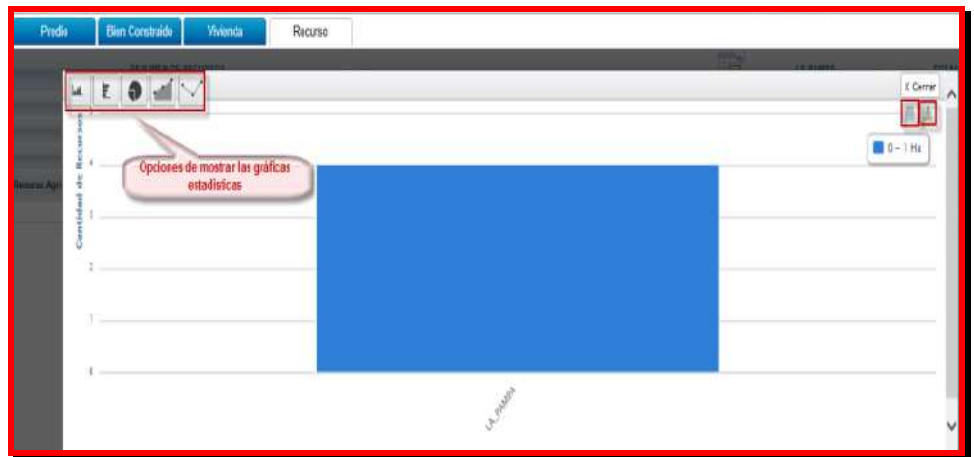 Predio Bien Construido Vivienda Recurso
X Cerrar
0 – 1 Ha
Cantidad de Recursos
Opciones de mostrar las gráficas
estadísticas
4
3
2
1
0
LA_PAMPA